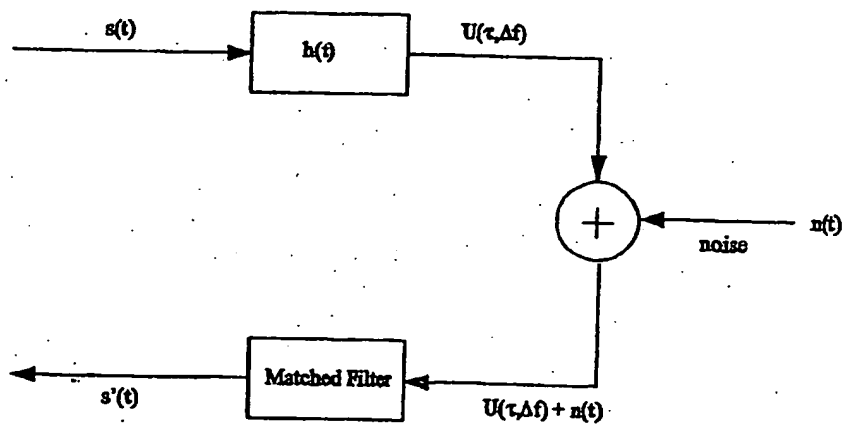 s(t)
h(t)
U(τ,Δf)
+
n(t)
noise
Matched Filter
s'(t)
U(τ,Δf) + n(t)